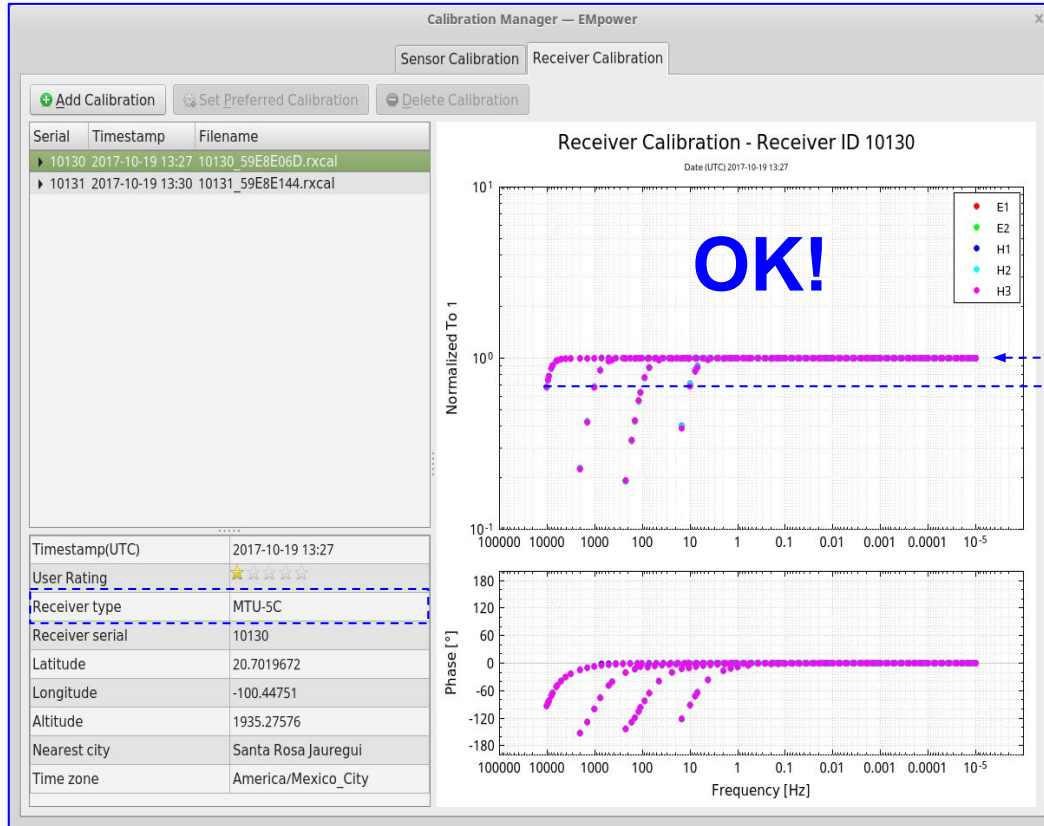 Calibration Manager — EMpower
x
Sensor Calibration Receiver Calibration
Add Calibration Set Preferred Calibration Delete Calibration
Serial Timestamp Filename
10130 2017-10-19 13:27 10130_59E8E06D.rxcal
10131 2017-10-19 13:30 10131_59E8E144.rxcal
Timestamp(UTC) 2017-10-19 13:27
User Rating
Receiver type MTU-5C
Receiver serial 10130
Latitude 20.7019672
Longitude -100.44751
Altitude 1935.27576
Nearest city Santa Rosa Jauregui
Time zone America/Mexico_City
Receiver Calibration - Receiver ID 10130
Date (UTC) 2017-10-19 13:27
OK!
E1
E2
H1
H2
H3
Normalized To 1
10¹
10⁰
10⁻¹
100000 10000 1000 100 10 1 0.1 0.01 0.001 0.0001 10⁻⁵
Phase [°]
180
120
60
0
-60
-120
-180
100000 10000 1000 100 10 1 0.1 0.01 0.001 0.0001 10⁻⁵
Frequency [Hz]